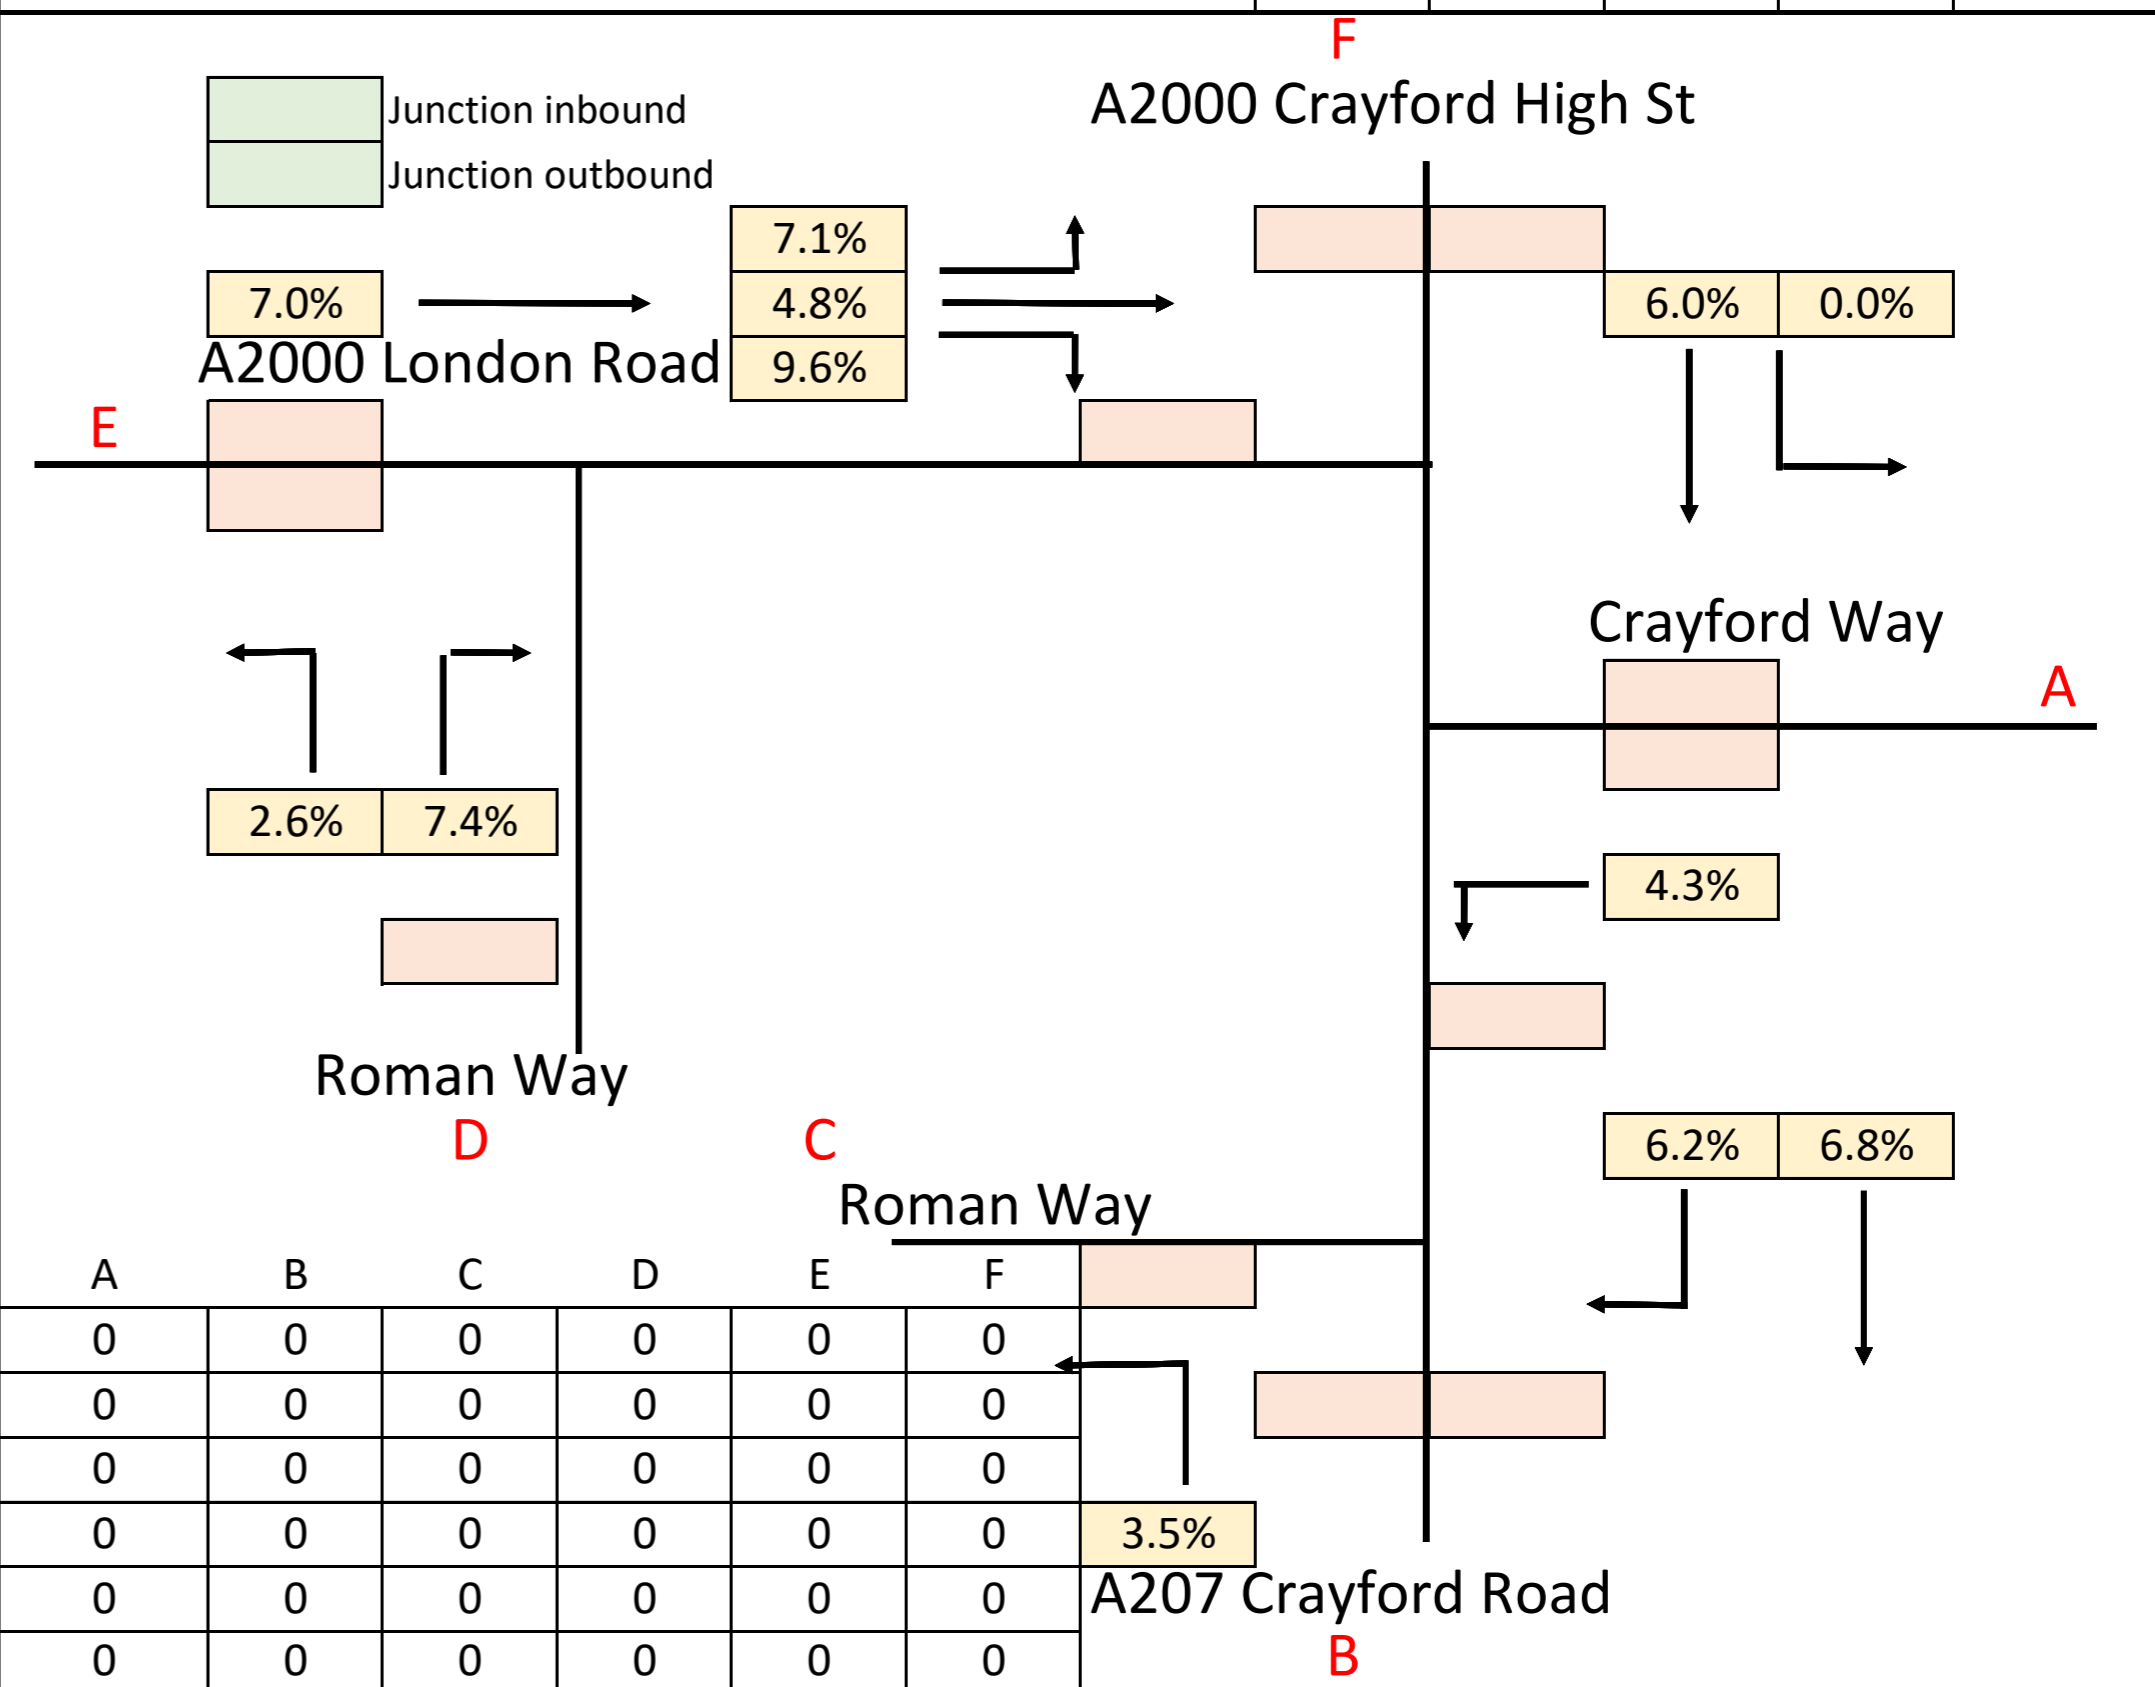 F
A2000 Crayford High St
Junction inbound
Junction outbound
7.1%
7.0%
4.8%
6.0% 0.0%
A2000 London Road
9.6%
E
Crayford Way
A
2.6% 7.4%
4.3%
Roman Way
D
C
6.2% 6.8%
Roman Way
A B C D E F
0 0 0 0 0 0
0 0 0 0 0 0
0 0 0 0 0 0
0 0 0 0 0 0 3.5%
0 0 0 0 0 0
A207 Crayford Road
0 0 0 0 0 0
B